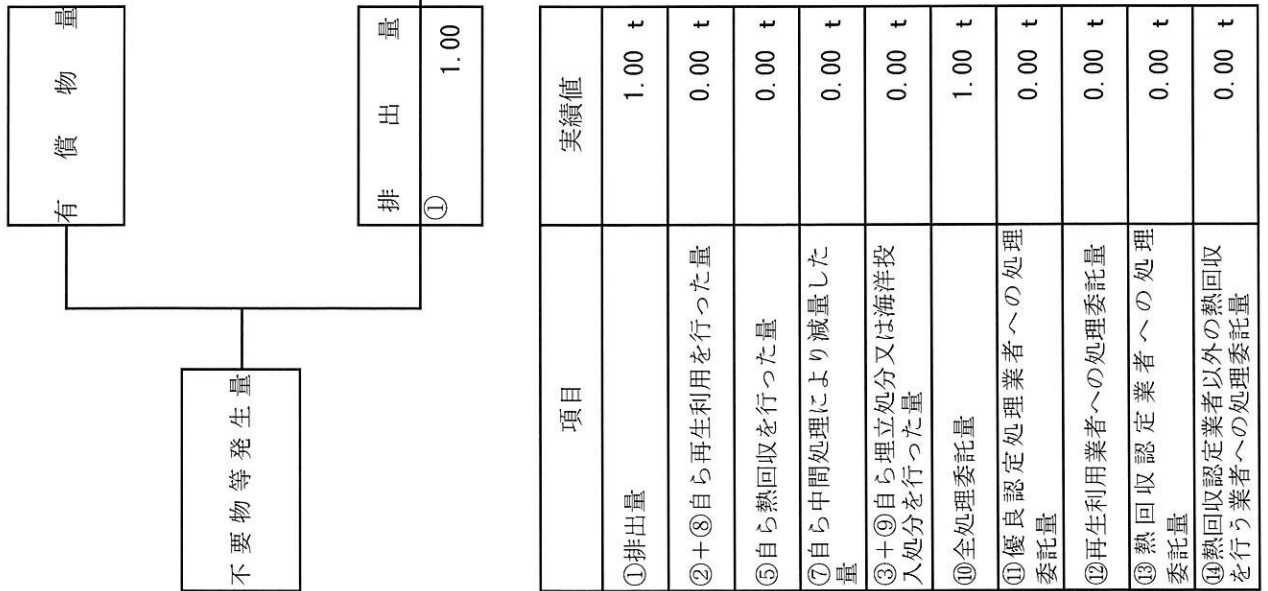 有償物量
不要物等発生量
排出量
①
1.00
項目 実績値
①排出量 1.00 t
②+⑧自ら再生利用を行った量 0.00 t
⑤自ら熱回収を行った量 0.00 t
⑦自ら中間処理により減量した
量 0.00 t
③+⑨自ら埋立処分又は海洋投
入処分を行った量 0.00 t
⑩全処理委託量 1.00 t
⑪優良認定処理業者への処理
委託量 0.00 t
⑫再生利用業者への処理委託量 0.00 t
⑬熱回収認定業者への処理
委託量 0.00 t
⑭熱回収認定業者以外の熱回収
を行う業者への処理委託量 0.00 t